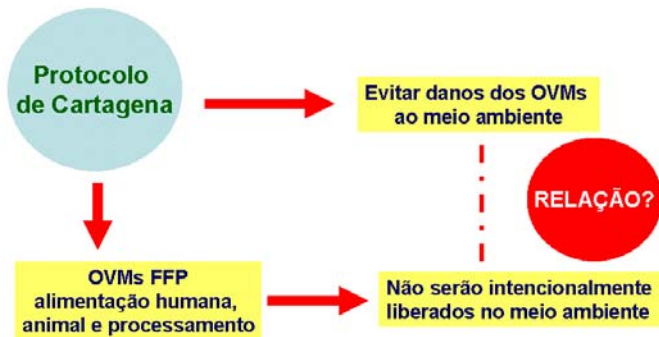 Protocolo
de Cartagena
Evitar danos dos OVMs
ao meio ambiente
RELAÇÃO?
OVMs FFP
alimentação humana,
animal e processamento
Não serão intencionalmente
liberados no meio ambiente